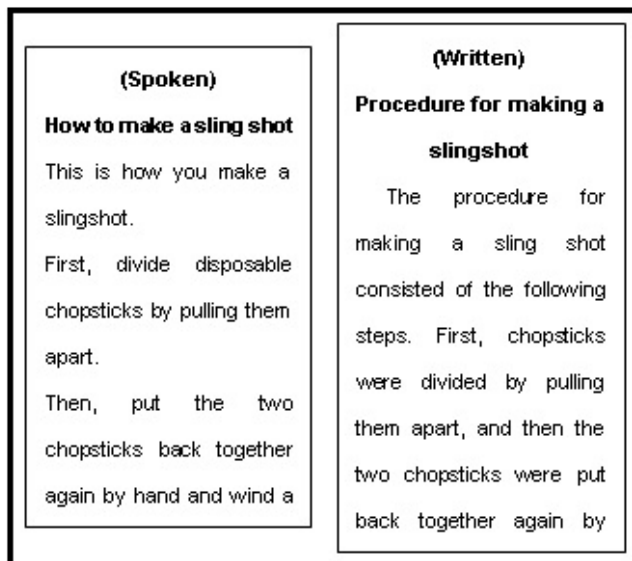 (Spoken)
How to make a sling shot
This is how you make a
slingshot.
First, divide disposable
chopsticks by pulling them
apart.
Then, put the two
chopsticks back together
again by hand and wind a
(Written)
Procedure for making a
slingshot
The procedure for
making a sling shot
consisted of the following
steps. First, chopsticks
were divided by pulling
them apart, and then the
two chopsticks were put
back together again by